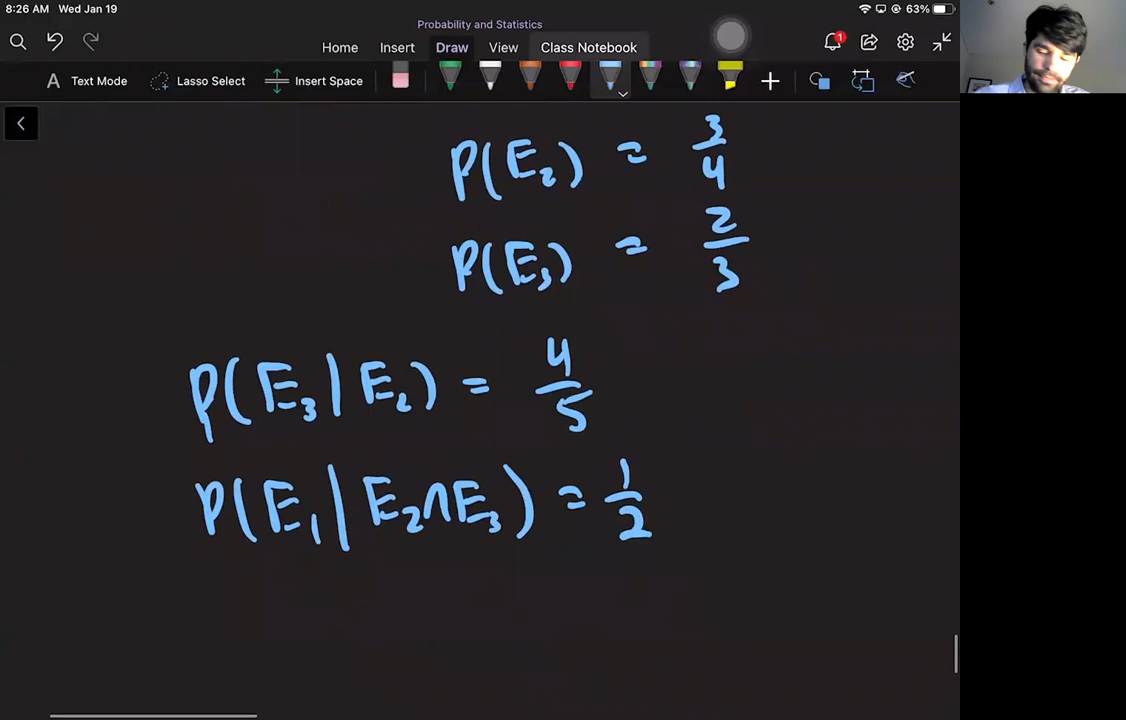 8:26 AM Wed Jan 19
63%
Probability and Statistics
Home Insert Draw View Class Notebook
1
Text Mode Lasso Select Insert Space
P(E₂) = 3/4
P(E₃) = 2/3
P(E₃|E₂) = 4/5
P(E₁|E₂∩E₃) = 1/2